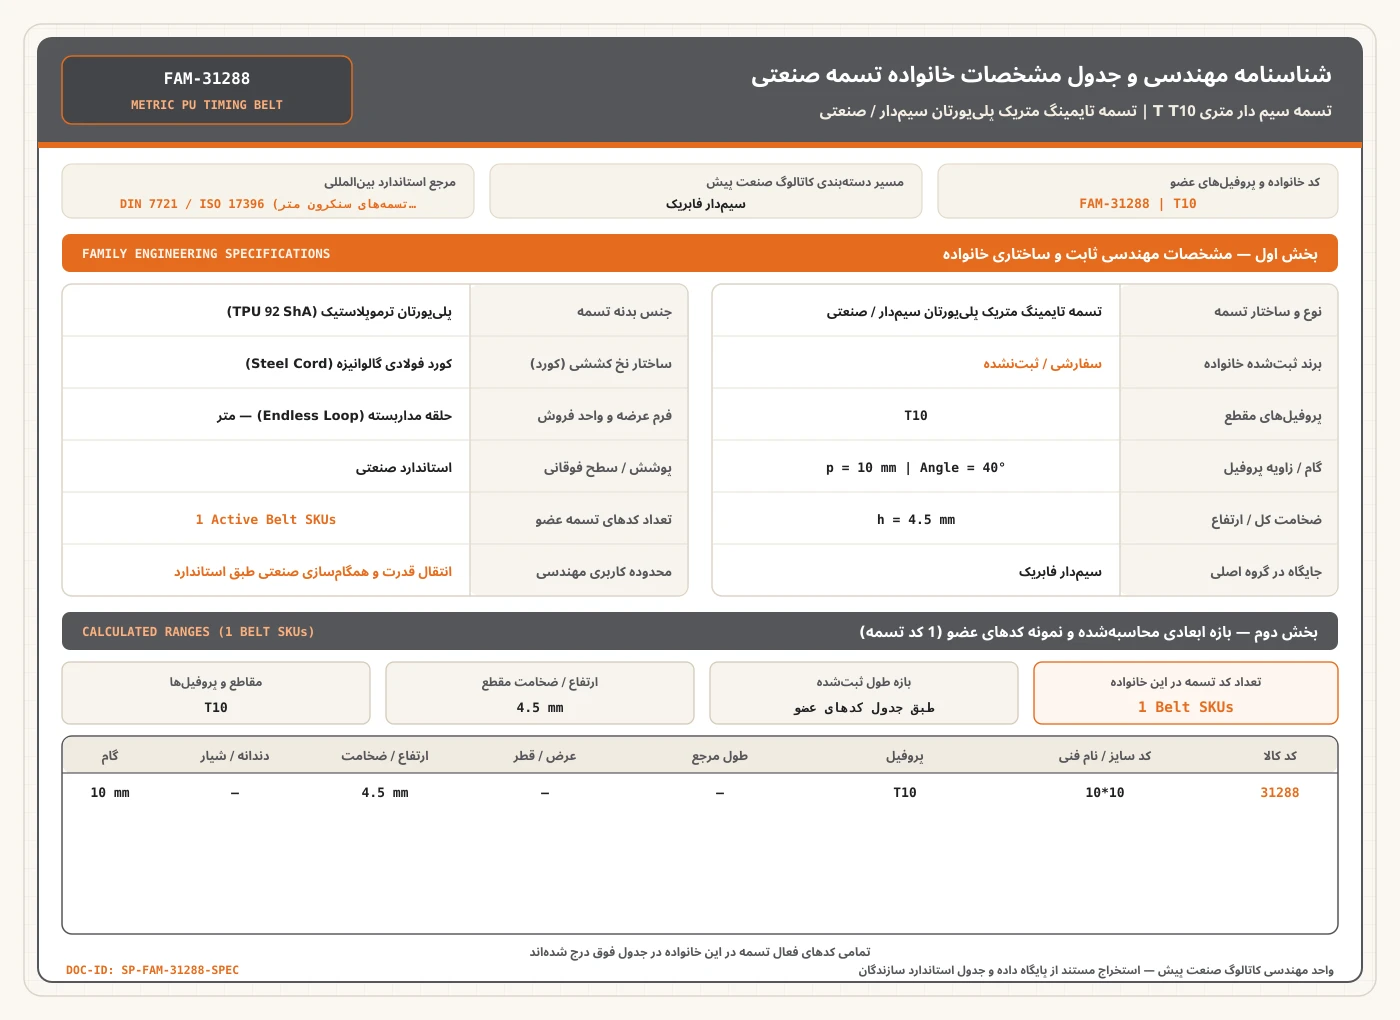 شناسنامه مهندسی و جدول مشخصات خانواده تسمه صنعتی
تسمه سیم دار متری T T10 | تسمه تایمینگ متریک پلی‌یورتان سیم‌دار / صنعتی
FAM-31288
METRIC PU TIMING BELT
کد خانواده و پروفیل‌های عضو
FAM-31288 | T10
مسیر دسته‌بندی کاتالوگ صنعت پیش
سیم‌دار فابریک
مرجع استاندارد بین‌المللی
DIN 7721 / ISO 17396 (تسمه‌های سنکرون متر…
بخش اول — مشخصات مهندسی ثابت و ساختاری خانواده
FAMILY ENGINEERING SPECIFICATIONS
نوع و ساختار تسمه
تسمه تایمینگ متریک پلی‌یورتان سیم‌دار / صنعتی
برند ثبت‌شده خانواده
سفارشی / ثبت‌نشده
پروفیل‌های مقطع
T10
گام / زاویه پروفیل
p = 10 mm | Angle = 40°
ضخامت کل / ارتفاع
h = 4.5 mm
جایگاه در گروه اصلی
سیم‌دار فابریک
جنس بدنه تسمه
پلی‌یورتان ترموپلاستیک (TPU 92 ShA)
ساختار نخ کششی (کورد)
کورد فولادی گالوانیزه (Steel Cord)
فرم عرضه و واحد فروش
حلقه مداربسته (Endless Loop) — متر
پوشش / سطح فوقانی
استاندارد صنعتی
تعداد کدهای تسمه عضو
1 Active Belt SKUs
محدوده کاربری مهندسی
انتقال قدرت و همگام‌سازی صنعتی طبق استاندارد
بخش دوم — بازه ابعادی محاسبه‌شده و نمونه کدهای عضو (1 کد تسمه)
CALCULATED RANGES (1 BELT SKUs)
تعداد کد تسمه در این خانواده
1 Belt SKUs
بازه طول ثبت‌شده
طبق جدول کدهای عضو
ارتفاع / ضخامت مقطع
4.5 mm
مقاطع و پروفیل‌ها
T10
کد کالا کد سایز / نام فنی پروفیل طول مرجع عرض / قطر ارتفاع / ضخامت دندانه / شیار گام
31288 10*10 T10 — — 4.5 mm — 10 mm
تمامی کدهای فعال تسمه در این خانواده در جدول فوق درج شده‌اند
واحد مهندسی کاتالوگ صنعت پیش — استخراج مستند از پایگاه داده و جدول استاندارد سازندگان
DOC-ID: SP-FAM-31288-SPEC